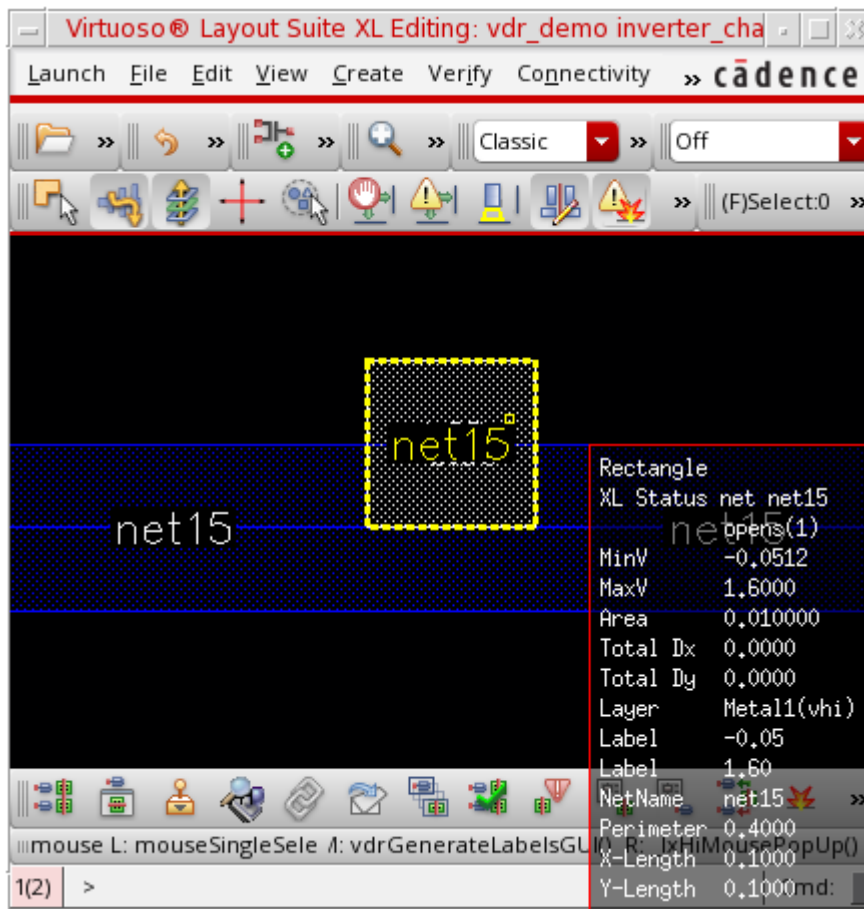 Virtuoso® Layout Suite XL Editing: vdr_demo inverter_cha
Launch File Edit View Create Verify Connectivity » cādence
» » » » Classic » Off
» (F)Select:0 »
net15
net15
net15
Rectangle
XL Status net net15
opens(1)
MinV -0.0512
MaxV 1.6000
Area 0.010000
Total Dx 0.0000
Total Dy 0.0000
Layer Metal1(vhi)
Label -0.05
Label 1.60
NetName net15
Perimeter 0.4000
X-Length 0.1000
Y-Length 0.1000
»
mouse L: mouseSingleSele M: vdrGenerateLabelsGUI() R: lxHiMousePopUp()
1(2) > Cmd: